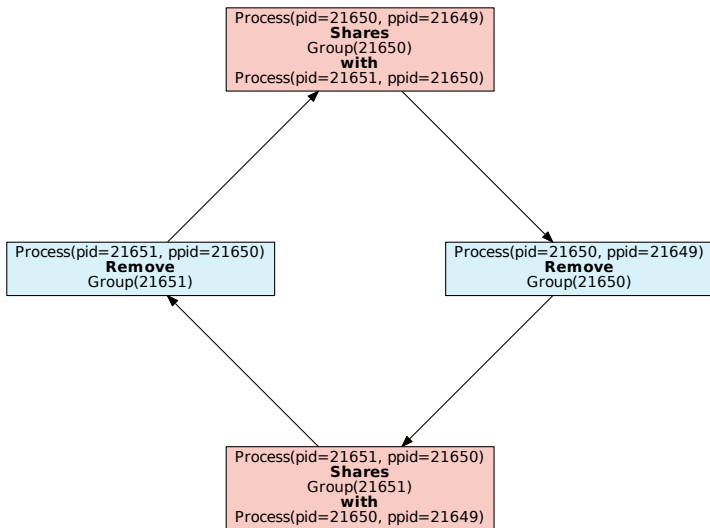 Process(pid=21650, ppid=21649)
Shares
Group(21650)
with
Process(pid=21651, ppid=21650)
Process(pid=21651, ppid=21650)
Remove
Group(21651)
Process(pid=21650, ppid=21649)
Remove
Group(21650)
Process(pid=21651, ppid=21650)
Shares
Group(21651)
with
Process(pid=21650, ppid=21649)